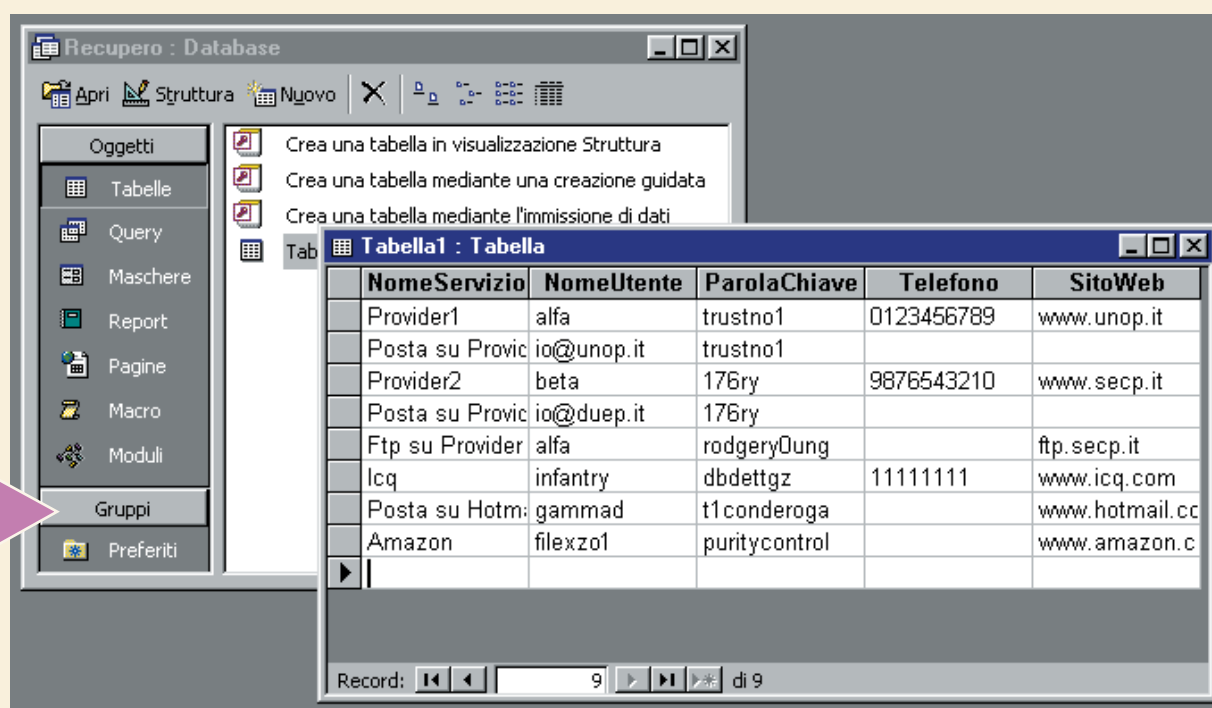 Recupero : Database
Apri Struttura Nuovo
Oggetti
Tabelle
Query
Maschere
Report
Pagine
Macro
Moduli
Gruppi
Preferiti
Crea una tabella in visualizzazione Struttura
Crea una tabella mediante una creazione guidata
Crea una tabella mediante l'immissione di dati
Tab
Tabella1 : Tabella
NomeServizio NomeUtente ParolaChiave Telefono SitoWeb
Provider1 alfa trustno1 0123456789 www.unop.it
Posta su Provic io@unop.it trustno1
Provider2 beta 176ry 9876543210 www.secp.it
Posta su Provic io@duep.it 176ry
Ftp su Provider alfa rodgery0ung ftp.secp.it
Icq infantry dbdettgz 11111111 www.icq.com
Posta su Hotm gammad t1conderoga www.hotmail.cc
Amazon filexzo1 puritycontrol www.amazon.c
Record: 9 di 9